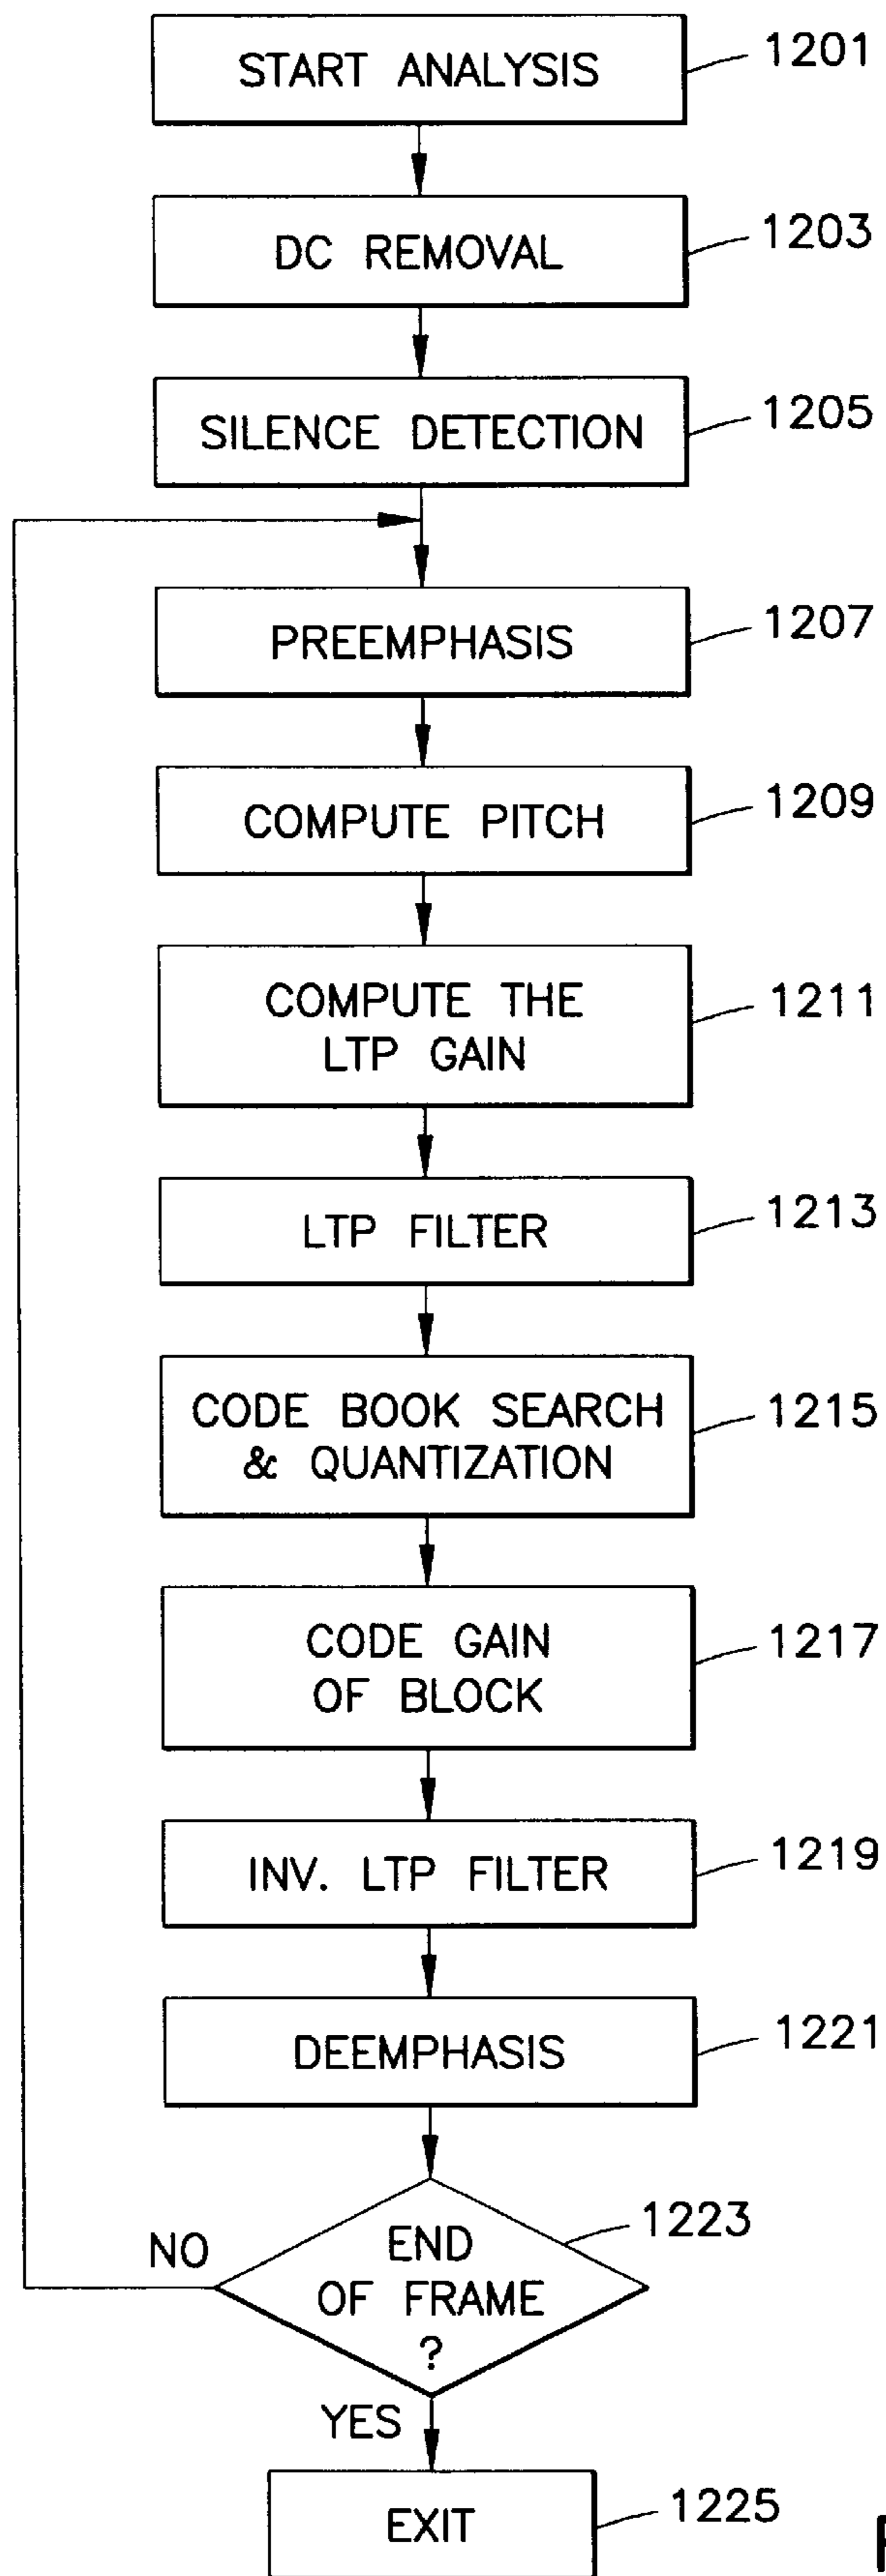 START ANALYSIS
1201
DC REMOVAL
1203
SILENCE DETECTION
1205
PREEMPHASIS
1207
COMPUTE PITCH
1209
COMPUTE THE
LTP GAIN
1211
LTP FILTER
1213
CODE BOOK SEARCH
& QUANTIZATION
1215
CODE GAIN
OF BLOCK
1217
INV. LTP FILTER
1219
DEEMPHASIS
1221
END
OF FRAME
?
1223
NO
YES
EXIT
1225